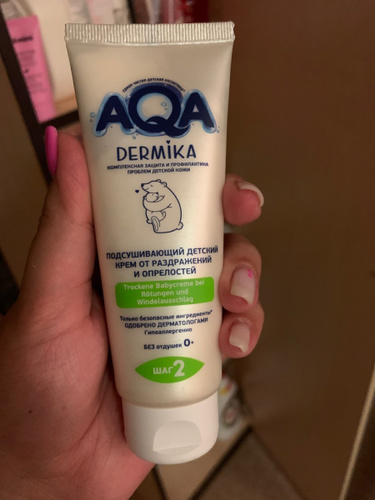 AQA
DERMIKA
КОМПЛЕКСНАЯ ЗАЩИТА И ПРОФИЛАКТИКА
ПРОБЛЕМ ДЕТСКОЙ КОЖИ
ПОДСУШИВАЮЩИЙ ДЕТСКИЙ
КРЕМ ОТ РАЗДРАЖЕНИЙ
И ОПРЕЛОСТЕЙ
Trockene Babycreme bei
Rötungen und
Windelausschlag
Только безопасные ингредиенты*
ОДОБРЕНО ДЕРМАТОЛОГАМИ
Гипоаллергенно
БЕЗ ОТДУШЕК 0+
ШАГ 2